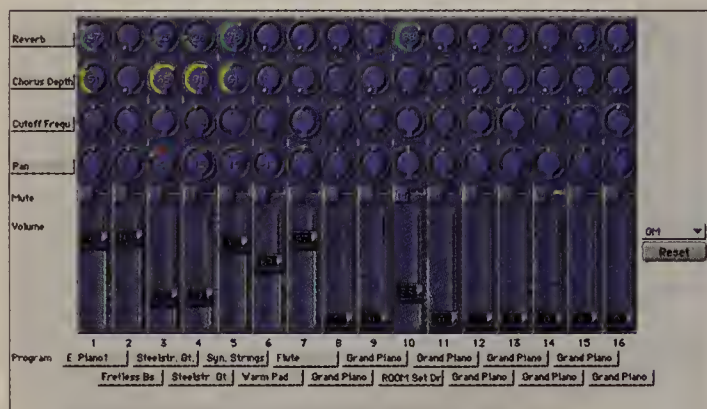 Reverb
Chorus Depth
Cutoff Frequ
Pan
Mute
Volume
GM
Reset
1 2 3 4 5 6 7 8 9 10 11 12 13 14 15 16
Program E. Piano1 Steelstr. Gt. Syn. Strings Flute Grand Piano Grand Piano Grand Piano Grand Piano
Fretless Bs Steelstr. Gt Warm Pad Grand Piano ROOM Set Dr Grand Piano Grand Piano Grand Piano